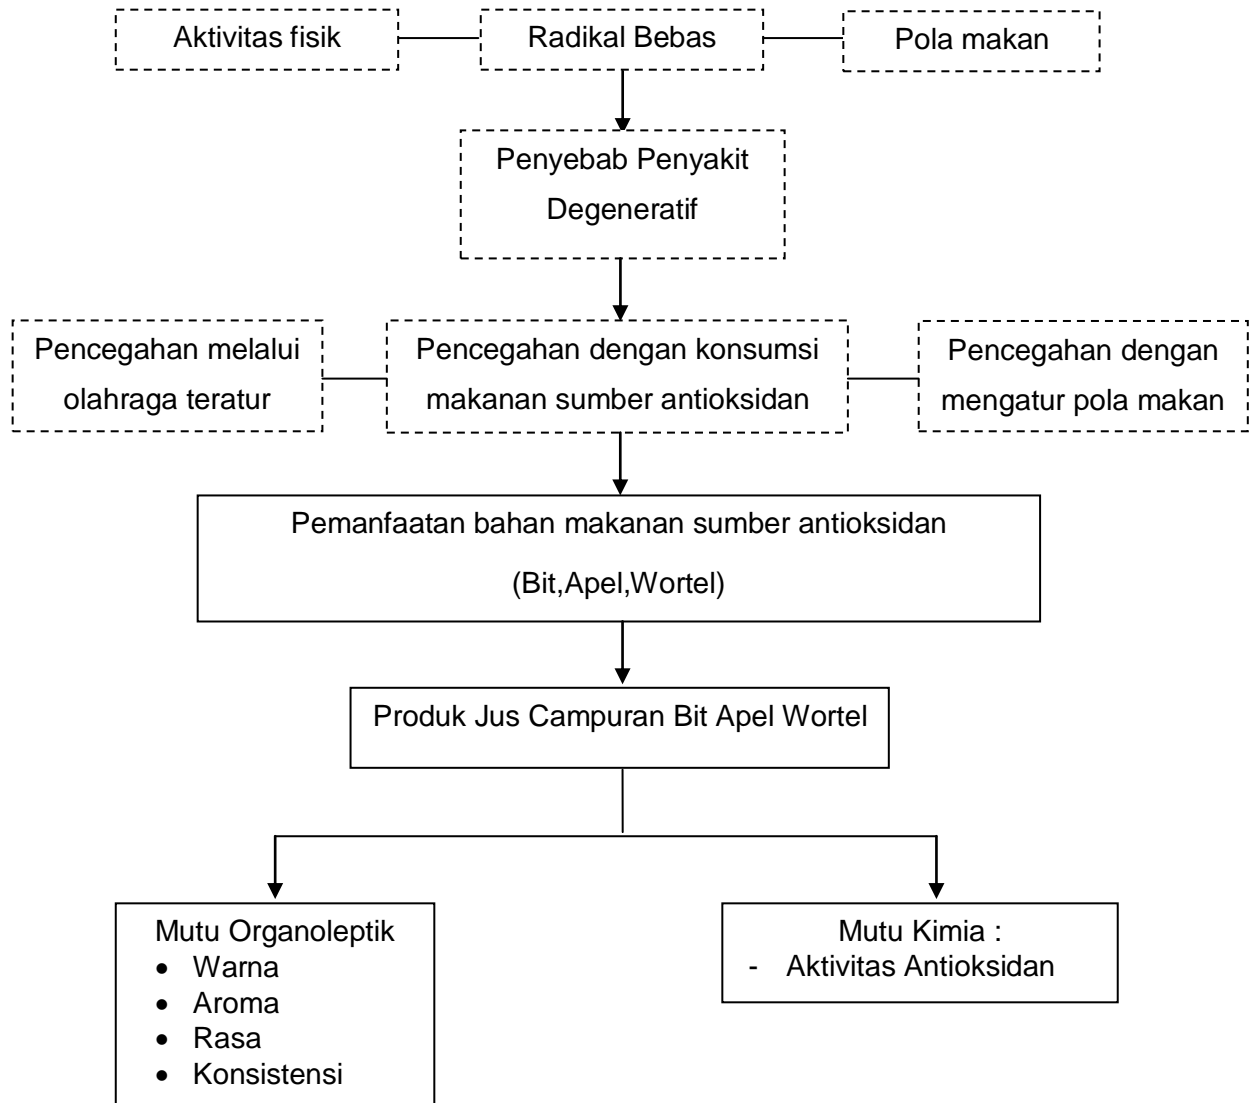 Aktivitas fisik
Radikal Bebas
Pola makan
Penyebab Penyakit
Degeneratif
Pencegahan melalui
olahraga teratur
Pencegahan dengan konsumsi
makanan sumber antioksidan
Pencegahan dengan
mengatur pola makan
Pemanfaatan bahan makanan sumber antioksidan
(Bit,Apel,Wortel)
Produk Jus Campuran Bit Apel Wortel
Mutu Organoleptik
• Warna
• Aroma
• Rasa
• Konsistensi
Mutu Kimia :
- Aktivitas Antioksidan